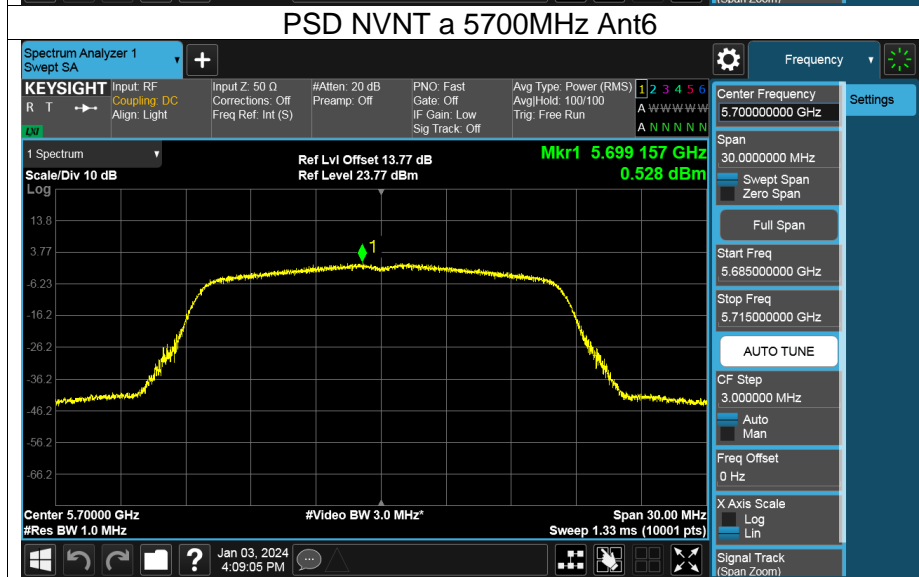 (Span Zoom)
PSD NVNT a 5700MHz Ant6
Spectrum Analyzer 1
Swept SA
+
Frequency
KEYSIGHT
R T
LXI
Input: RF
Coupling: DC
Align: Light
Input Z: 50 Ω
Corrections: Off
Freq Ref: Int (S)
#Atten: 20 dB
Preamp: Off
PNO: Fast
Gate: Off
IF Gain: Low
Sig Track: Off
Avg Type: Power (RMS)
Avg|Hold: 100/100
Trig: Free Run
1 2 3 4 5 6
A W W W W W
A N N N N N
1 Spectrum
Scale/Div 10 dB
Log
Ref Lvl Offset 13.77 dB
Ref Level 23.77 dBm
Mkr1 5.699 157 GHz
0.528 dBm
13.8
3.77
-6.23
-16.2
-26.2
-36.2
-46.2
-56.2
-66.2
1
Center 5.70000 GHz
#Res BW 1.0 MHz
#Video BW 3.0 MHz*
Span 30.00 MHz
Sweep 1.33 ms (10001 pts)
?
Jan 03, 2024
4:09:05 PM
Center Frequency
5.700000000 GHz
Settings
Span
30.0000000 MHz
Swept Span
Zero Span
Full Span
Start Freq
5.685000000 GHz
Stop Freq
5.715000000 GHz
AUTO TUNE
CF Step
3.000000 MHz
Auto
Man
Freq Offset
0 Hz
X Axis Scale
Log
Lin
Signal Track
(Span Zoom)